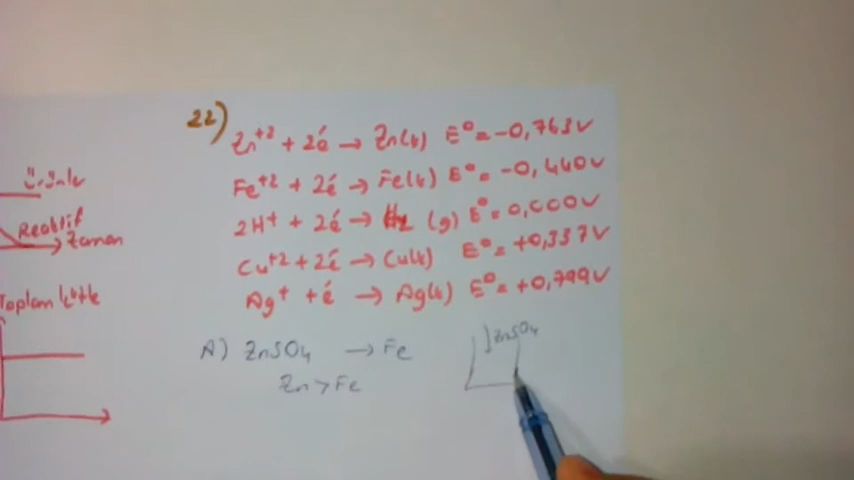 22)
Zn+2 + 2é → Zn(k) E° = -0,763V
Fe+2 + 2é → Fe(k) E° = -0,440V
2H+ + 2é → H2 (g) E° = 0,000V
Cu+2 + 2é → Cu(k) E° = +0,337V
Ag+ + é → Ag(k) E° = +0,799V
A) ZnSO4 → Fe
Zn > Fe
ZnSO4
Reaktif
Zaman
Toplam kütle